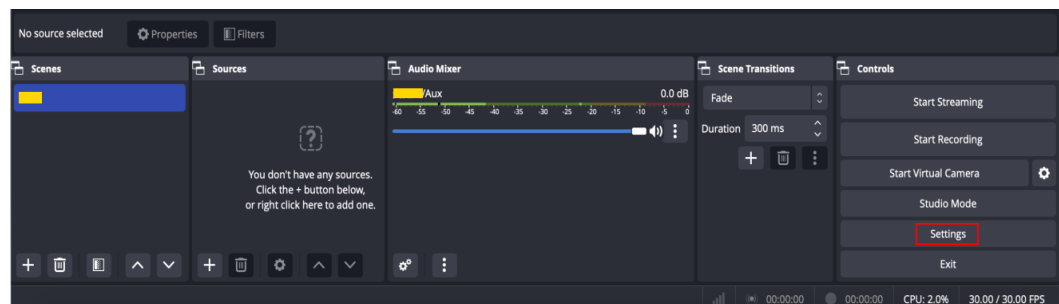 No source selected
Properties
Filters
Scenes
Sources
You don't have any sources.
Click the + button below,
or right click here to add one.
Audio Mixer
/Aux
0.0 dB
-60 -55 -50 -45 -40 -35 -30 -25 -20 -15 -10 -5 0
Scene Transitions
Fade
Duration 300 ms
Controls
Start Streaming
Start Recording
Start Virtual Camera
Studio Mode
Settings
Exit
00:00:00
00:00:00
CPU: 2.0%
30.00 / 30.00 FPS